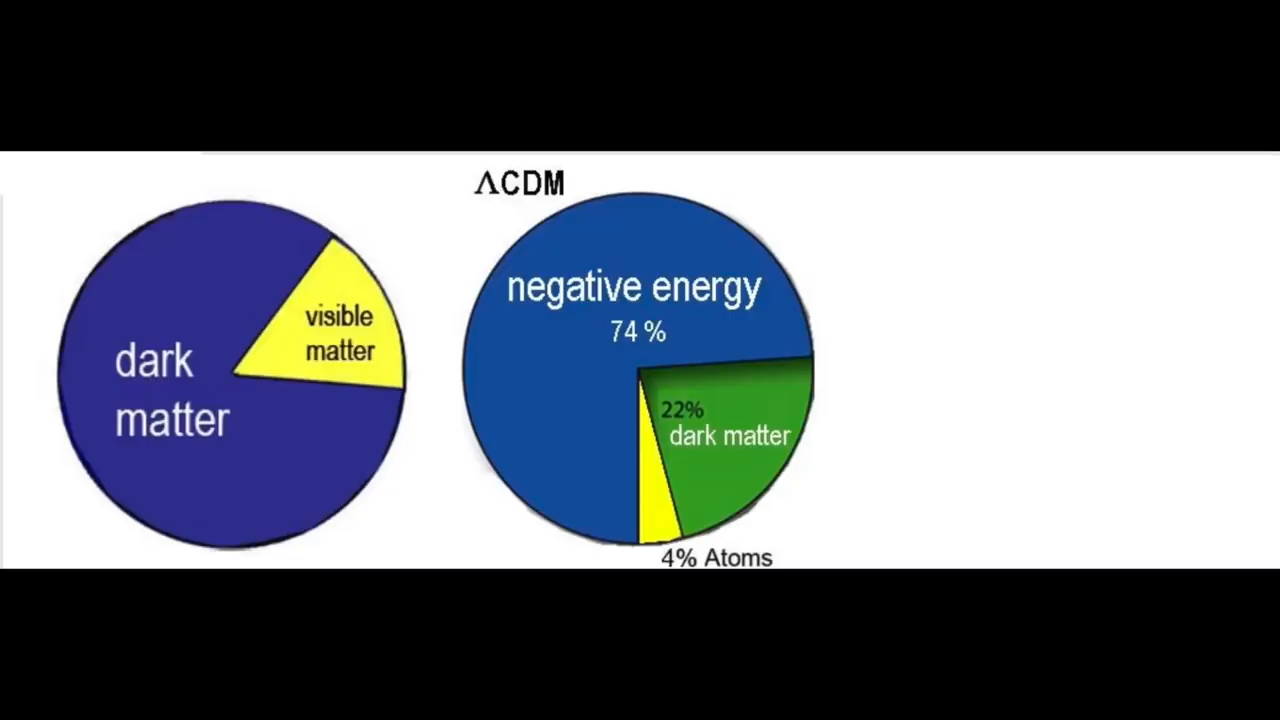 dark
matter
visible
matter
ΛCDM
negative energy
74 %
22%
dark matter
4% Atoms